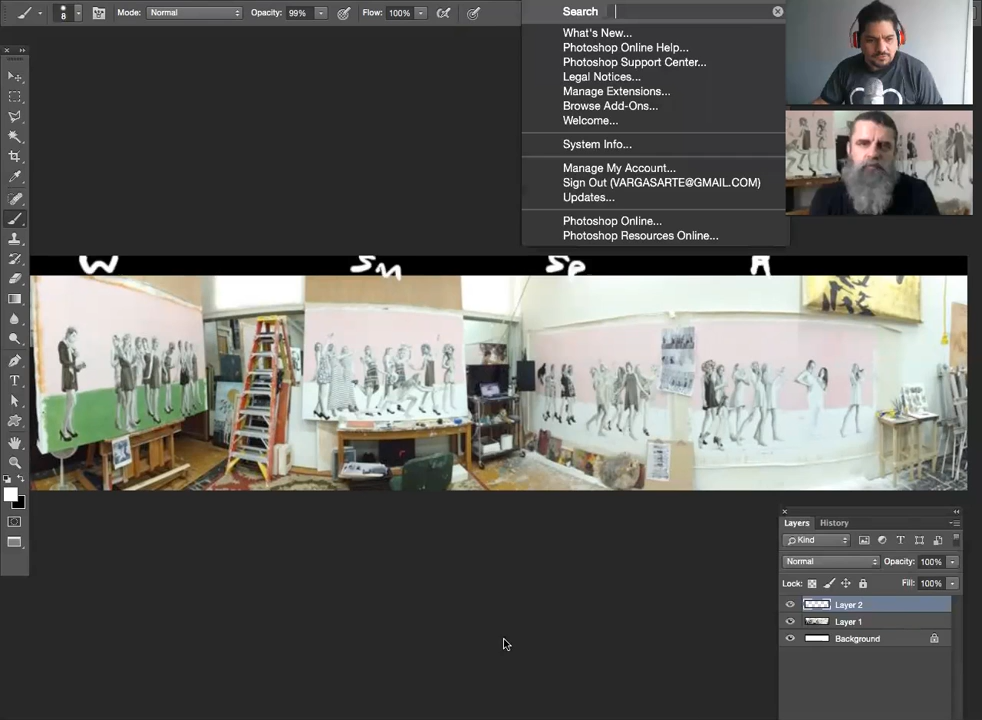 8
Mode: Normal
Opacity: 99%
Flow: 100%
Search
What's New...
Photoshop Online Help...
Photoshop Support Center...
Legal Notices...
Manage Extensions...
Browse Add-Ons...
Welcome...
System Info...
Manage My Account...
Sign Out (VARGASARTE@GMAIL.COM)
Updates...
Photoshop Online...
Photoshop Resources Online...
W Sm Sp A
Layers History
Kind
Normal Opacity: 100%
Lock: Fill: 100%
Layer 2
Layer 1
Background